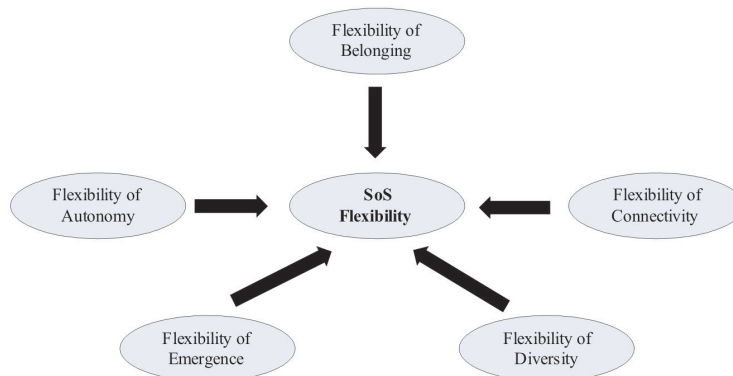 Flexibility of
Belonging
Flexibility of
Autonomy
SoS
Flexibility
Flexibility of
Connectivity
Flexibility of
Emergence
Flexibility of
Diversity